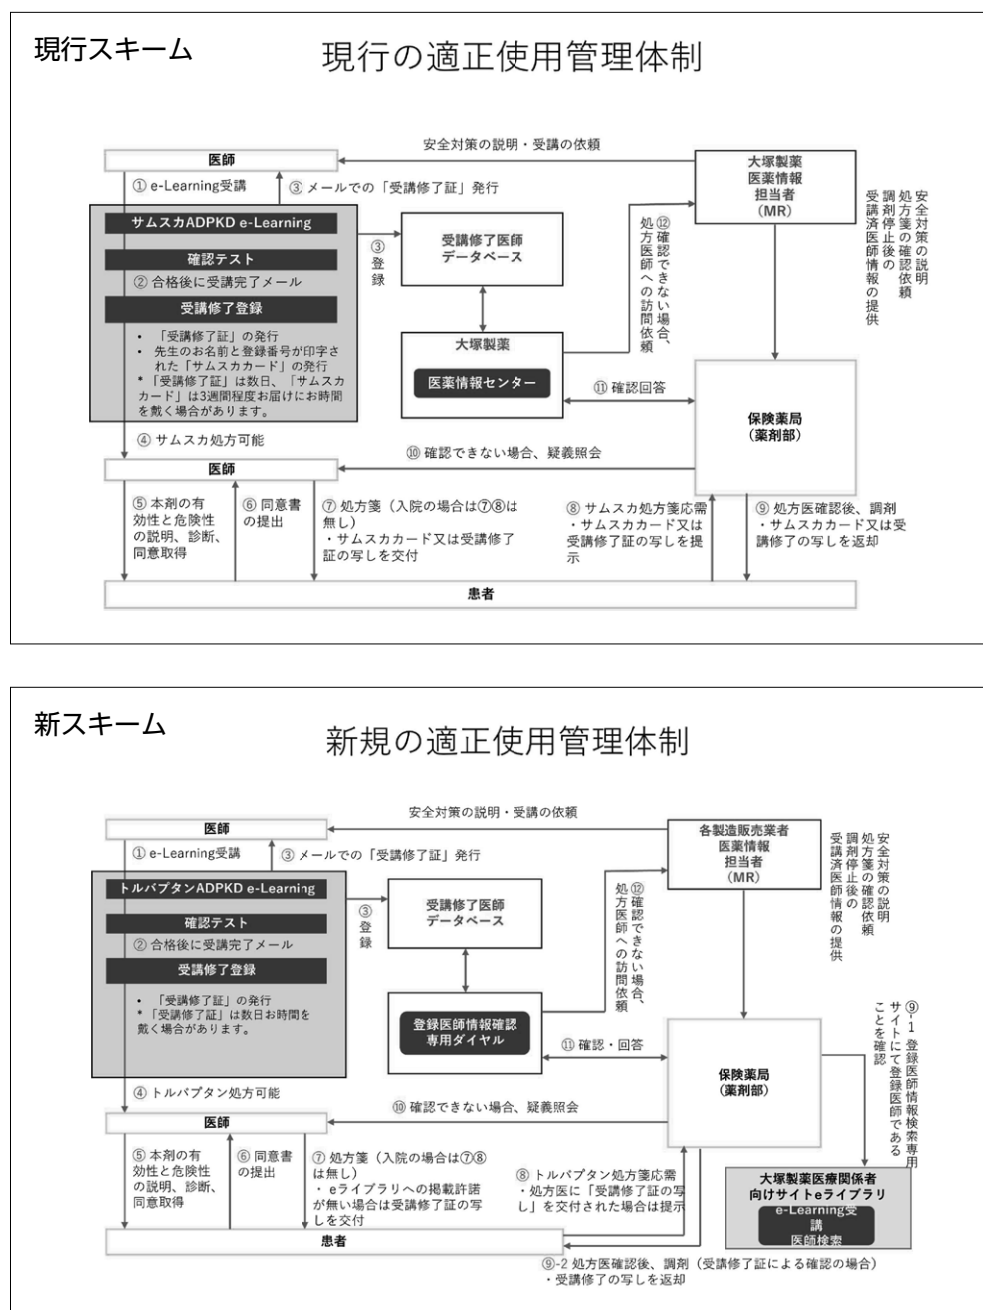 現行スキーム
現行の適正使用管理体制
安全対策の説明・受講の依頼
医師
① e-Learning受講
③ メールでの「受講修了証」発行
大塚製薬
医薬情報
担当者
(MR)
サムスカADPKD e-Learning
確認テスト
② 合格後に受講完了メール
受講修了登録
• 「受講修了証」の発行
• 先生のお名前と登録番号が印字さ
れた「サムスカカード」の発行
* 「受講修了証」は数日、「サムスカ
カード」は3週間程度お届けにお時間
を戴く場合があります。
③登録
受講修了医師
データベース
⑫確認できない場合、
処方医師への訪問依頼
安全対策の説明
処方箋の確認依頼
調剤停止後の
受講済医師情報の提供
大塚製薬
医薬情報センター
⑪ 確認回答
保険薬局
(薬剤部)
④ サムスカ処方可能
⑩ 確認できない場合、疑義照会
医師
⑤ 本剤の有
効性と危険性
の説明、診断、
同意取得
⑥ 同意書
の提出
⑦ 処方箋（入院の場合は⑦⑧は
無し）
・サムスカカード又は受講修了
証の写しを交付
⑧ サムスカ処方箋応需
・サムスカカード又は
受講修了証の写しを提
示
⑨ 処方医確認後、調剤
・サムスカカード又は受
講修了の写しを返却
患者
新スキーム
新規の適正使用管理体制
安全対策の説明・受講の依頼
医師
① e-Learning受講
③ メールでの「受講修了証」発行
各製造販売業者
医薬情報
担当者
(MR)
トルバプタンADPKD e-Learning
確認テスト
② 合格後に受講完了メール
受講修了登録
• 「受講修了証」の発行
* 「受講修了証」は数日お時間を
戴く場合があります。
③登録
受講修了医師
データベース
⑫確認できない場合、
処方医師への訪問依頼
安全対策の説明
処方箋の確認依頼
調剤停止後の
受講済医師情報の提供
登録医師情報確認
専用ダイヤル
⑪ 確認・回答
保険薬局
(薬剤部)
⑨-1 登録医師情報検索専用
サイトにて登録医師である
ことを確認
④ トルバプタン処方可能
⑩ 確認できない場合、疑義照会
医師
⑤ 本剤の有
効性と危険性
の説明、診断、
同意取得
⑥ 同意書
の提出
⑦ 処方箋（入院の場合は⑦⑧
は無し）
・ eライブラリへの掲載許諾
が無い場合は受講修了証の写
しを交付
⑧ トルバプタン処方箋応需
・処方医に「受講修了証の写
し」を交付された場合は提示
大塚製薬医療関係者
向けサイトeライブラリ
e-Learning受
講
医師検索
患者
⑨-2 処方医確認後、調剤（受講修了証による確認の場合）
・受講修了の写しを返却